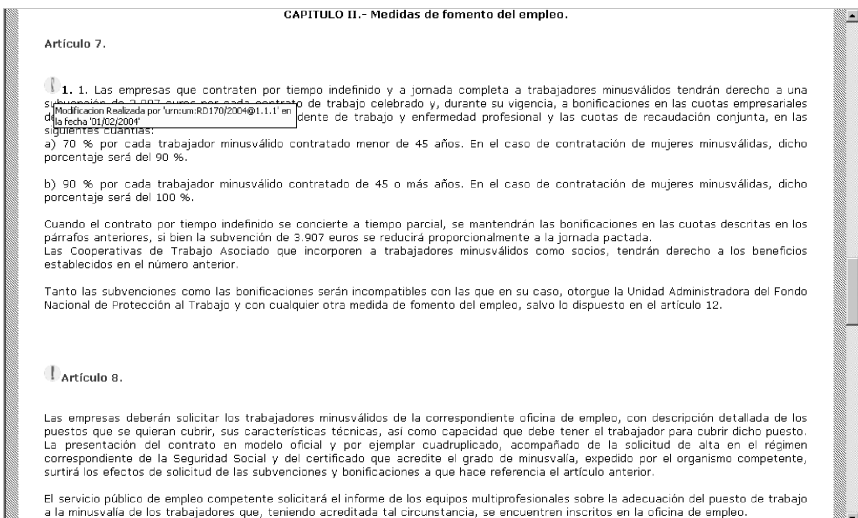 CAPITULO II.- Medidas de fomento del empleo.
Artículo 7.
1. 1. Las empresas que contraten por tiempo indefinido y a jornada completa a trabajadores minusválidos tendrán derecho a una
subvención de 3.907 euros por cada contrato de trabajo celebrado y, durante su vigencia, a bonificaciones en las cuotas empresariales
Modificacion Realizada por 'urnum:RD170/2004@1.1.1' en
la fecha '01/02/2004'
dente de trabajo y enfermedad profesional y las cuotas de recaudación conjunta, en las
siguientes cuantías:
a) 70 % por cada trabajador minusválido contratado menor de 45 años. En el caso de contratación de mujeres minusválidas, dicho
porcentaje será del 90 %.
b) 90 % por cada trabajador minusválido contratado de 45 o más años. En el caso de contratación de mujeres minusválidas, dicho
porcentaje será del 100 %.
Cuando el contrato por tiempo indefinido se concierte a tiempo parcial, se mantendrán las bonificaciones en las cuotas descritas en los
párrafos anteriores, si bien la subvención de 3.907 euros se reducirá proporcionalmente a la jornada pactada.
Las Cooperativas de Trabajo Asociado que incorporen a trabajadores minusválidos como socios, tendrán derecho a los beneficios
establecidos en el número anterior.
Tanto las subvenciones como las bonificaciones serán incompatibles con las que en su caso, otorgue la Unidad Administradora del Fondo
Nacional de Protección al Trabajo y con cualquier otra medida de fomento del empleo, salvo lo dispuesto en el artículo 12.
Artículo 8.
Las empresas deberán solicitar los trabajadores minusválidos de la correspondiente oficina de empleo, con descripción detallada de los
puestos que se quieran cubrir, sus características técnicas, así como capacidad que debe tener el trabajador para cubrir dicho puesto.
La presentación del contrato en modelo oficial y por ejemplar cuadruplicado, acompañado de la solicitud de alta en el régimen
correspondiente de la Seguridad Social y del certificado que acredite el grado de minusvalía, expedido por el organismo competente,
surtirá los efectos de solicitud de las subvenciones y bonificaciones a que hace referencia el artículo anterior.
El servicio público de empleo competente solicitará el informe de los equipos multiprofesionales sobre la adecuación del puesto de trabajo
a la minusvalía de los trabajadores que, teniendo acreditada tal circunstancia, se encuentren inscritos en la oficina de empleo.